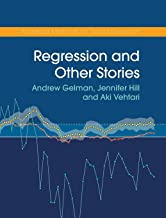 Regression and
Other Stories
Andrew Gelman, Jennifer Hill
and Aki Vehtari